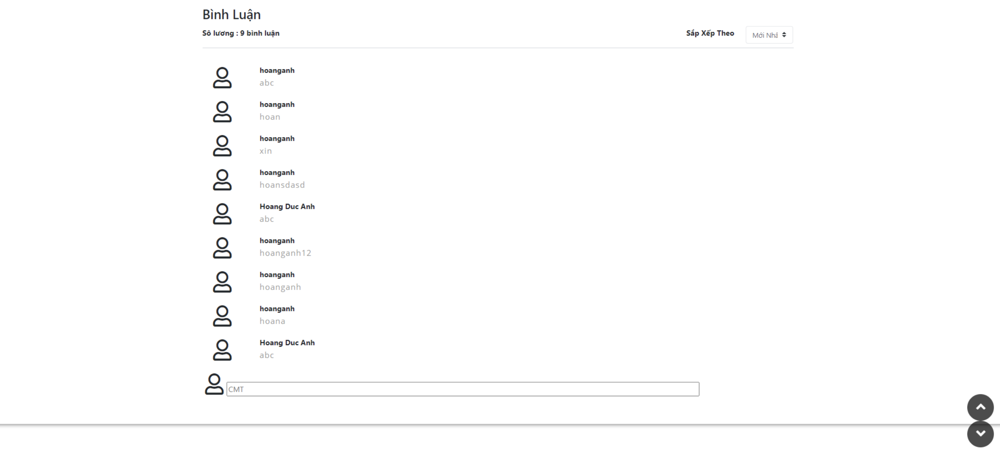 Bình Luận
Sô lương : 9 bình luận
Sắp Xếp Theo
Mới Nhâ
hoanganh
abc
hoanganh
hoan
hoanganh
xin
hoanganh
hoansdasd
Hoang Duc Anh
abc
hoanganh
hoanganh12
hoanganh
hoanganh
hoanganh
hoana
Hoang Duc Anh
abc
CMT